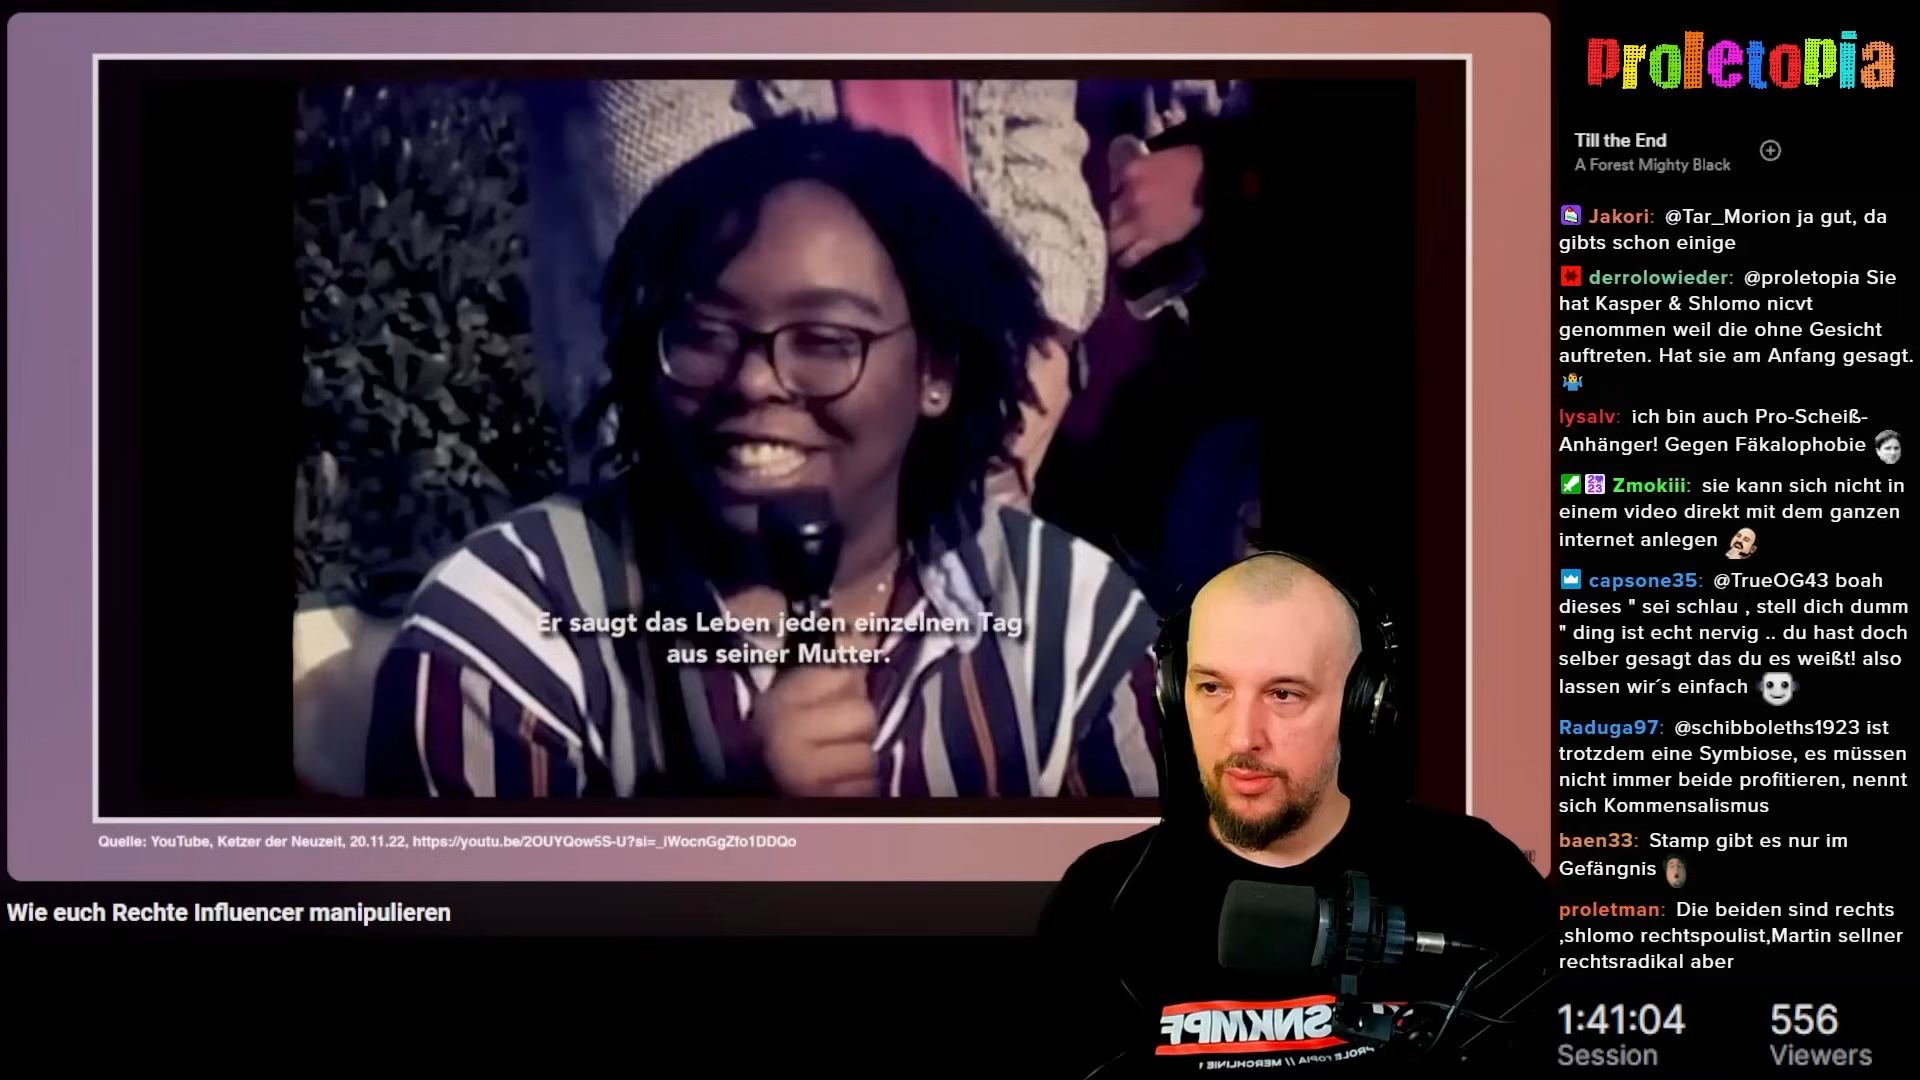 Proletopia
Till the End
A Forest Mighty Black
Jakori: @Tar_Morion ja gut, da
gibts schon einige
derrolowieder: @proletopia Sie
hat Kasper & Shlomo nicvt
genommen weil die ohne Gesicht
auftreten. Hat sie am Anfang gesagt.
lysalv: ich bin auch Pro-Scheiß-
Anhänger! Gegen Fäkalophobie
Zmokiii: sie kann sich nicht in
einem video direkt mit dem ganzen
internet anlegen
capsone35: @TrueOG43 boah
dieses " sei schlau , stell dich dumm
" ding ist echt nervig .. du hast doch
selber gesagt das du es weißt! also
lassen wir´s einfach
Raduga97: @schibboleths1923 ist
trotzdem eine Symbiose, es müssen
nicht immer beide profitieren, nennt
sich Kommensalismus
baen33: Stamp gibt es nur im
Gefängnis
proletman: Die beiden sind rechts
,shlomo rechtspoulist,Martin sellner
rechtsradikal aber
1:41:04
Session
556
Viewers
Er saugt das Leben jeden einzelnen Tag
aus seiner Mutter.
Quelle: YouTube, Ketzer der Neuzeit, 20.11.22, https://youtu.be/2OUYQow5S-U?si=_iWocnGgZfo1DDQo
Wie euch Rechte Influencer manipulieren
SNKMPF